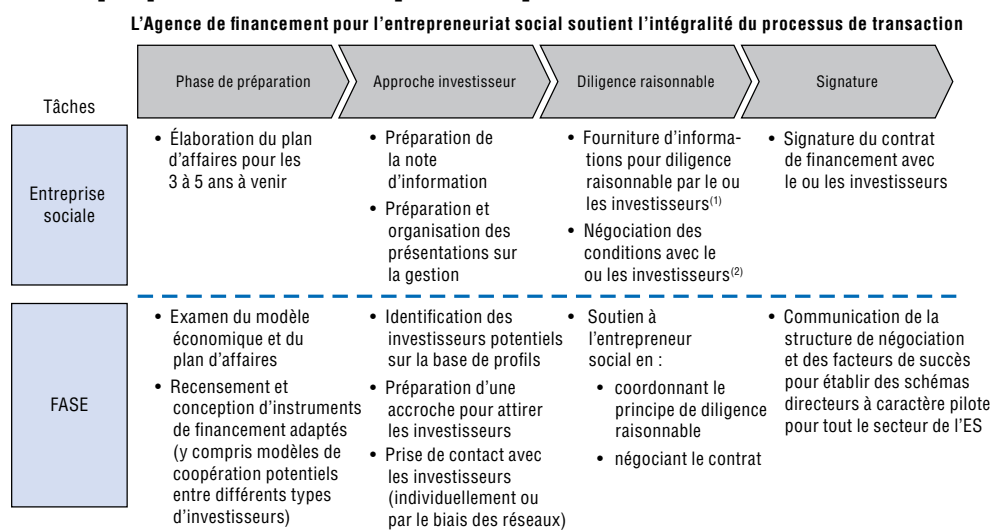 L'Agence de financement pour l'entrepreneuriat social soutient l'intégralité du processus de transaction
Phase de préparation
Approche investisseur
Diligence raisonnable
Signature
Tâches
Entreprise
sociale
• Élaboration du plan
d'affaires pour les
3 à 5 ans à venir
• Préparation de
la note
d'information
• Préparation et
organisation des
présentations sur
la gestion
• Fourniture d'informa-
tions pour diligence
raisonnable par le ou
les investisseurs(1)
• Négociation des
conditions avec le
ou les investisseurs(2)
• Signature du contrat
de financement avec
le ou les investisseurs
FASE
• Examen du modèle
économique et du
plan d'affaires
• Recensement et
conception d'instruments
de financement adaptés
(y compris modèles de
coopération potentiels
entre différents types
d'investisseurs)
• Identification des
investisseurs potentiels
sur la base de profils
• Préparation d'une
accroche pour attirer
les investisseurs
• Prise de contact avec
les investisseurs
(individuellement ou
par le biais des réseaux)
• Soutien à
l'entrepreneur
social en :
• coordonnant le
principe de diligence
raisonnable
• négociant le contrat
• Communication de la
structure de négociation
et des facteurs de succès
pour établir des schémas
directeurs à caractère pilote
pour tout le secteur de l'ES